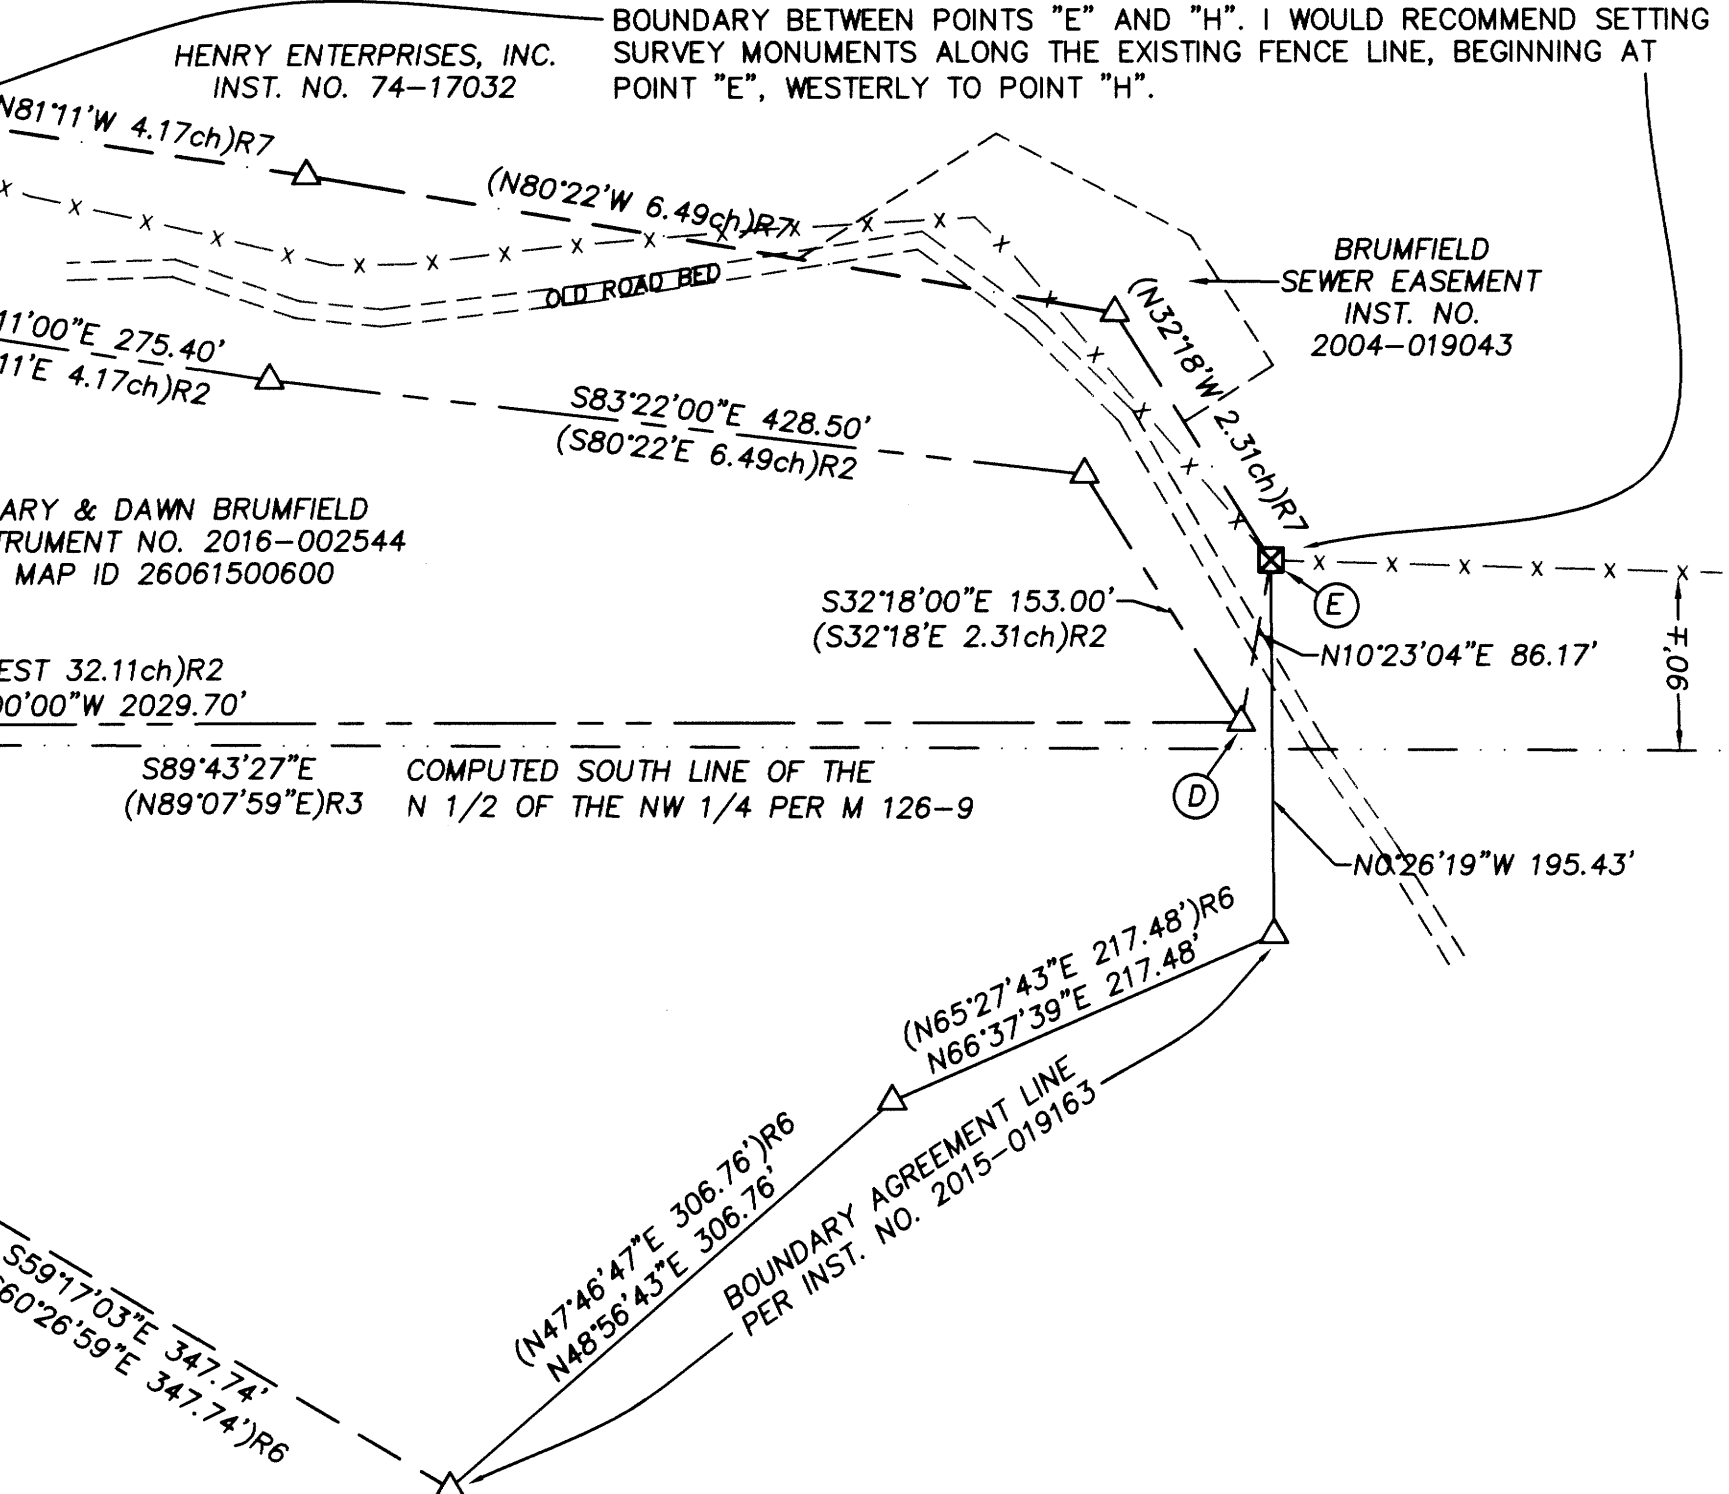 BOUNDARY BETWEEN POINTS "E" AND "H". I WOULD RECOMMEND SETTING
SURVEY MONUMENTS ALONG THE EXISTING FENCE LINE, BEGINNING AT
POINT "E", WESTERLY TO POINT "H".
HENRY ENTERPRISES, INC.
INST. NO. 74-17032
N81°11'W 4.17ch)R7
(N80°22'W 6.49ch)R7
OLD ROAD BED
BRUMFIELD
SEWER EASEMENT
INST. NO.
2004-019043
(N32°18'W 2.31ch)R7
11'00"E 275.40'
11'E 4.17ch)R2
S83°22'00"E 428.50'
(S80°22'E 6.49ch)R2
ARY & DAWN BRUMFIELD
TRUMENT NO. 2016-002544
MAP ID 26061500600
S32°18'00"E 153.00'
(S32°18'E 2.31ch)R2
E
N10°23'04"E 86.17'
90'±
EST 32.11ch)R2
00'00"W 2029.70'
S89°43'27"E
(N89°07'59"E)R3
COMPUTED SOUTH LINE OF THE
N 1/2 OF THE NW 1/4 PER M 126-9
D
N0°26'19"W 195.43'
(N65°27'43"E 217.48')R6
N66°37'39"E 217.48'
(N47°46'47"E 306.76')R6
N48°56'43"E 306.76'
BOUNDARY AGREEMENT LINE
PER INST. NO. 2015-019163
S59°17'03"E 347.74'
S60°26'59"E 347.74')R6